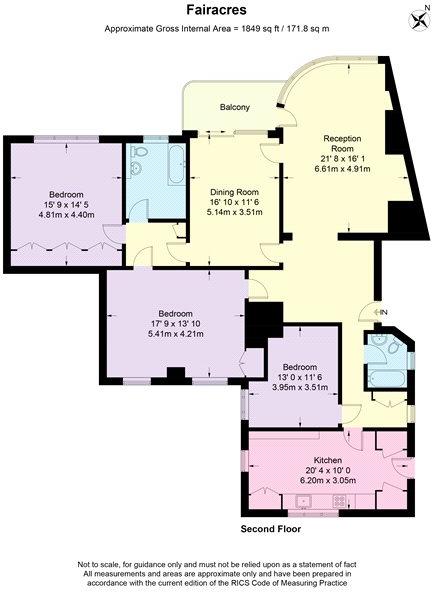 Fairacres
Approximate Gross Internal Area = 1849 sq ft / 171.8 sq m
N
Balcony
Reception
Room
21' 8 x 16' 1
6.61m x 4.91m
Bedroom
15' 9 x 14' 5
4.81m x 4.40m
Dining Room
16' 10 x 11' 6
5.14m x 3.51m
Bedroom
17' 9 x 13' 10
5.41m x 4.21m
IN
Bedroom
13' 0 x 11' 6
3.95m x 3.51m
Kitchen
20' 4 x 10' 0
6.20m x 3.05m
Second Floor
Not to scale, for guidance only and must not be relied upon as a statement of fact
All measurements and areas are approximate only and have been prepared in
accordance with the current edition of the RICS Code of Measuring Practice